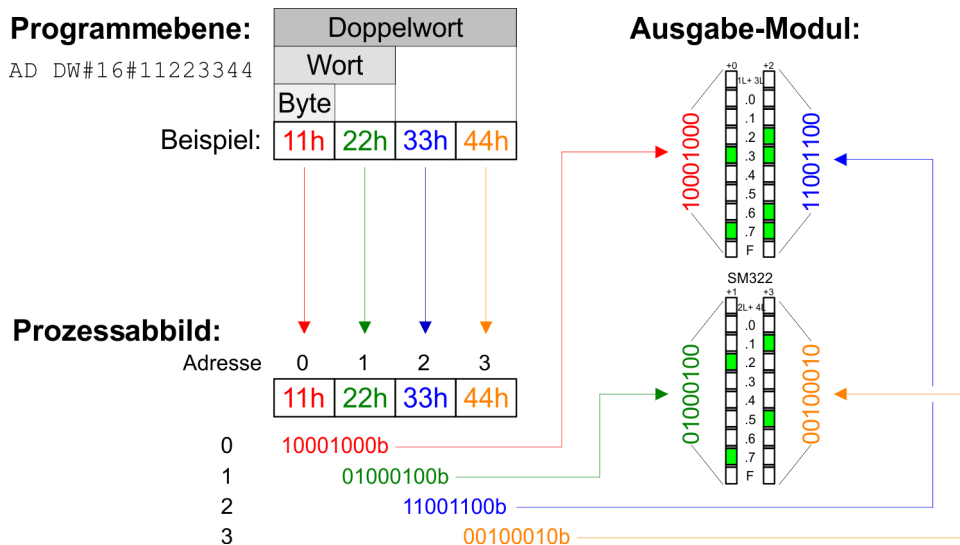 Programmebene:
AD DW#16#11223344
Doppelwort
Wort
Byte
Beispiel:
11h 22h 33h 44h
Prozessabbild:
Adresse 0 1 2 3
11h 22h 33h 44h
0 10001000b
1 01000100b
2 11001100b
3 00100010b
Ausgabe-Modul:
+0 +2
1L+ 3L
.0
.1
.2
.3
.4
.5
.6
.7
F
10001000
11001100
SM322
+1 +3
2L+ 4L
.0
.1
.2
.3
.4
.5
.6
.7
F
01000100
00100010